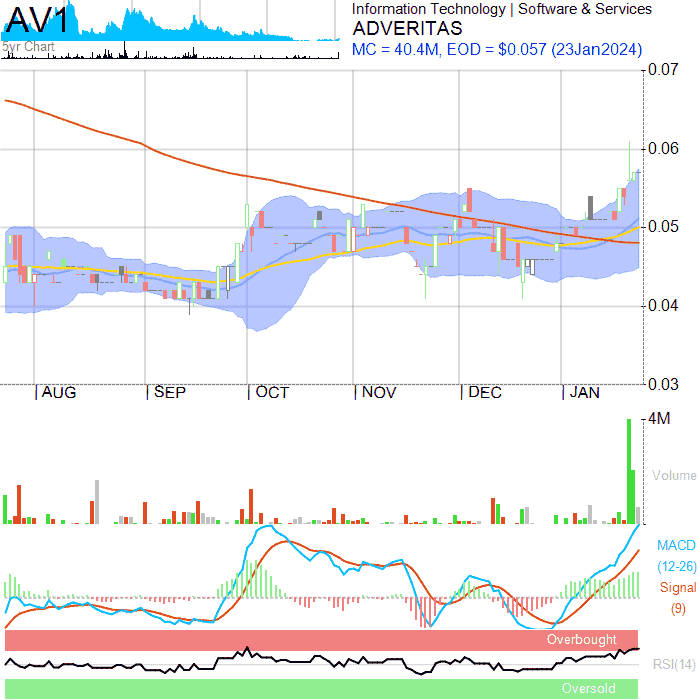 AV1
5yr Chart
Information Technology | Software & Services
ADVERITAS
MC = 40.4M, EOD = $0.057 (23Jan2024)
0.07
0.06
0.05
0.04
0.03
| AUG | SEP | OCT | NOV | DEC | JAN
4M
Volume
MACD
(12-26)
Signal
(9)
Overbought
RSI(14)
Oversold